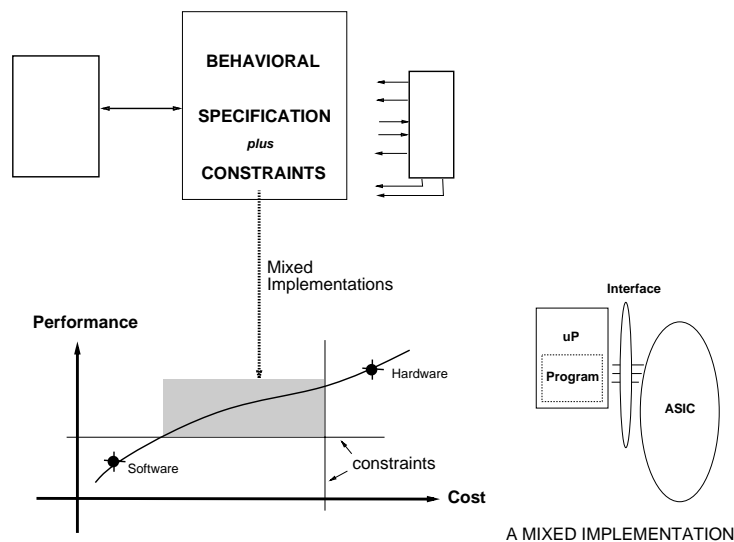 BEHAVIORAL
SPECIFICATION
plus
CONSTRAINTS
Mixed
Implementations
Performance
Hardware
Software
constraints
Cost
Interface
uP
Program
ASIC
A MIXED IMPLEMENTATION